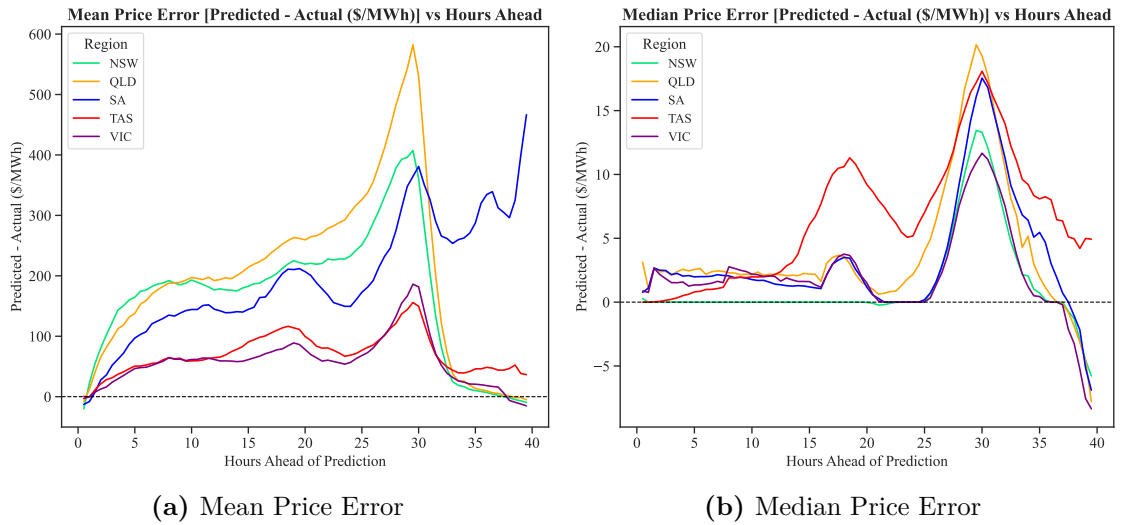 Mean Price Error [Predicted - Actual ($/MWh)] vs Hours Ahead
600
500
400
300
200
100
0
Predicted - Actual ($/MWh)
Region
NSW
QLD
SA
TAS
VIC
0 5 10 15 20 25 30 35 40
Hours Ahead of Prediction
(a) Mean Price Error
Median Price Error [Predicted - Actual ($/MWh)] vs Hours Ahead
20
15
10
5
0
−5
Predicted - Actual ($/MWh)
Region
NSW
QLD
SA
TAS
VIC
0 5 10 15 20 25 30 35 40
Hours Ahead of Prediction
(b) Median Price Error